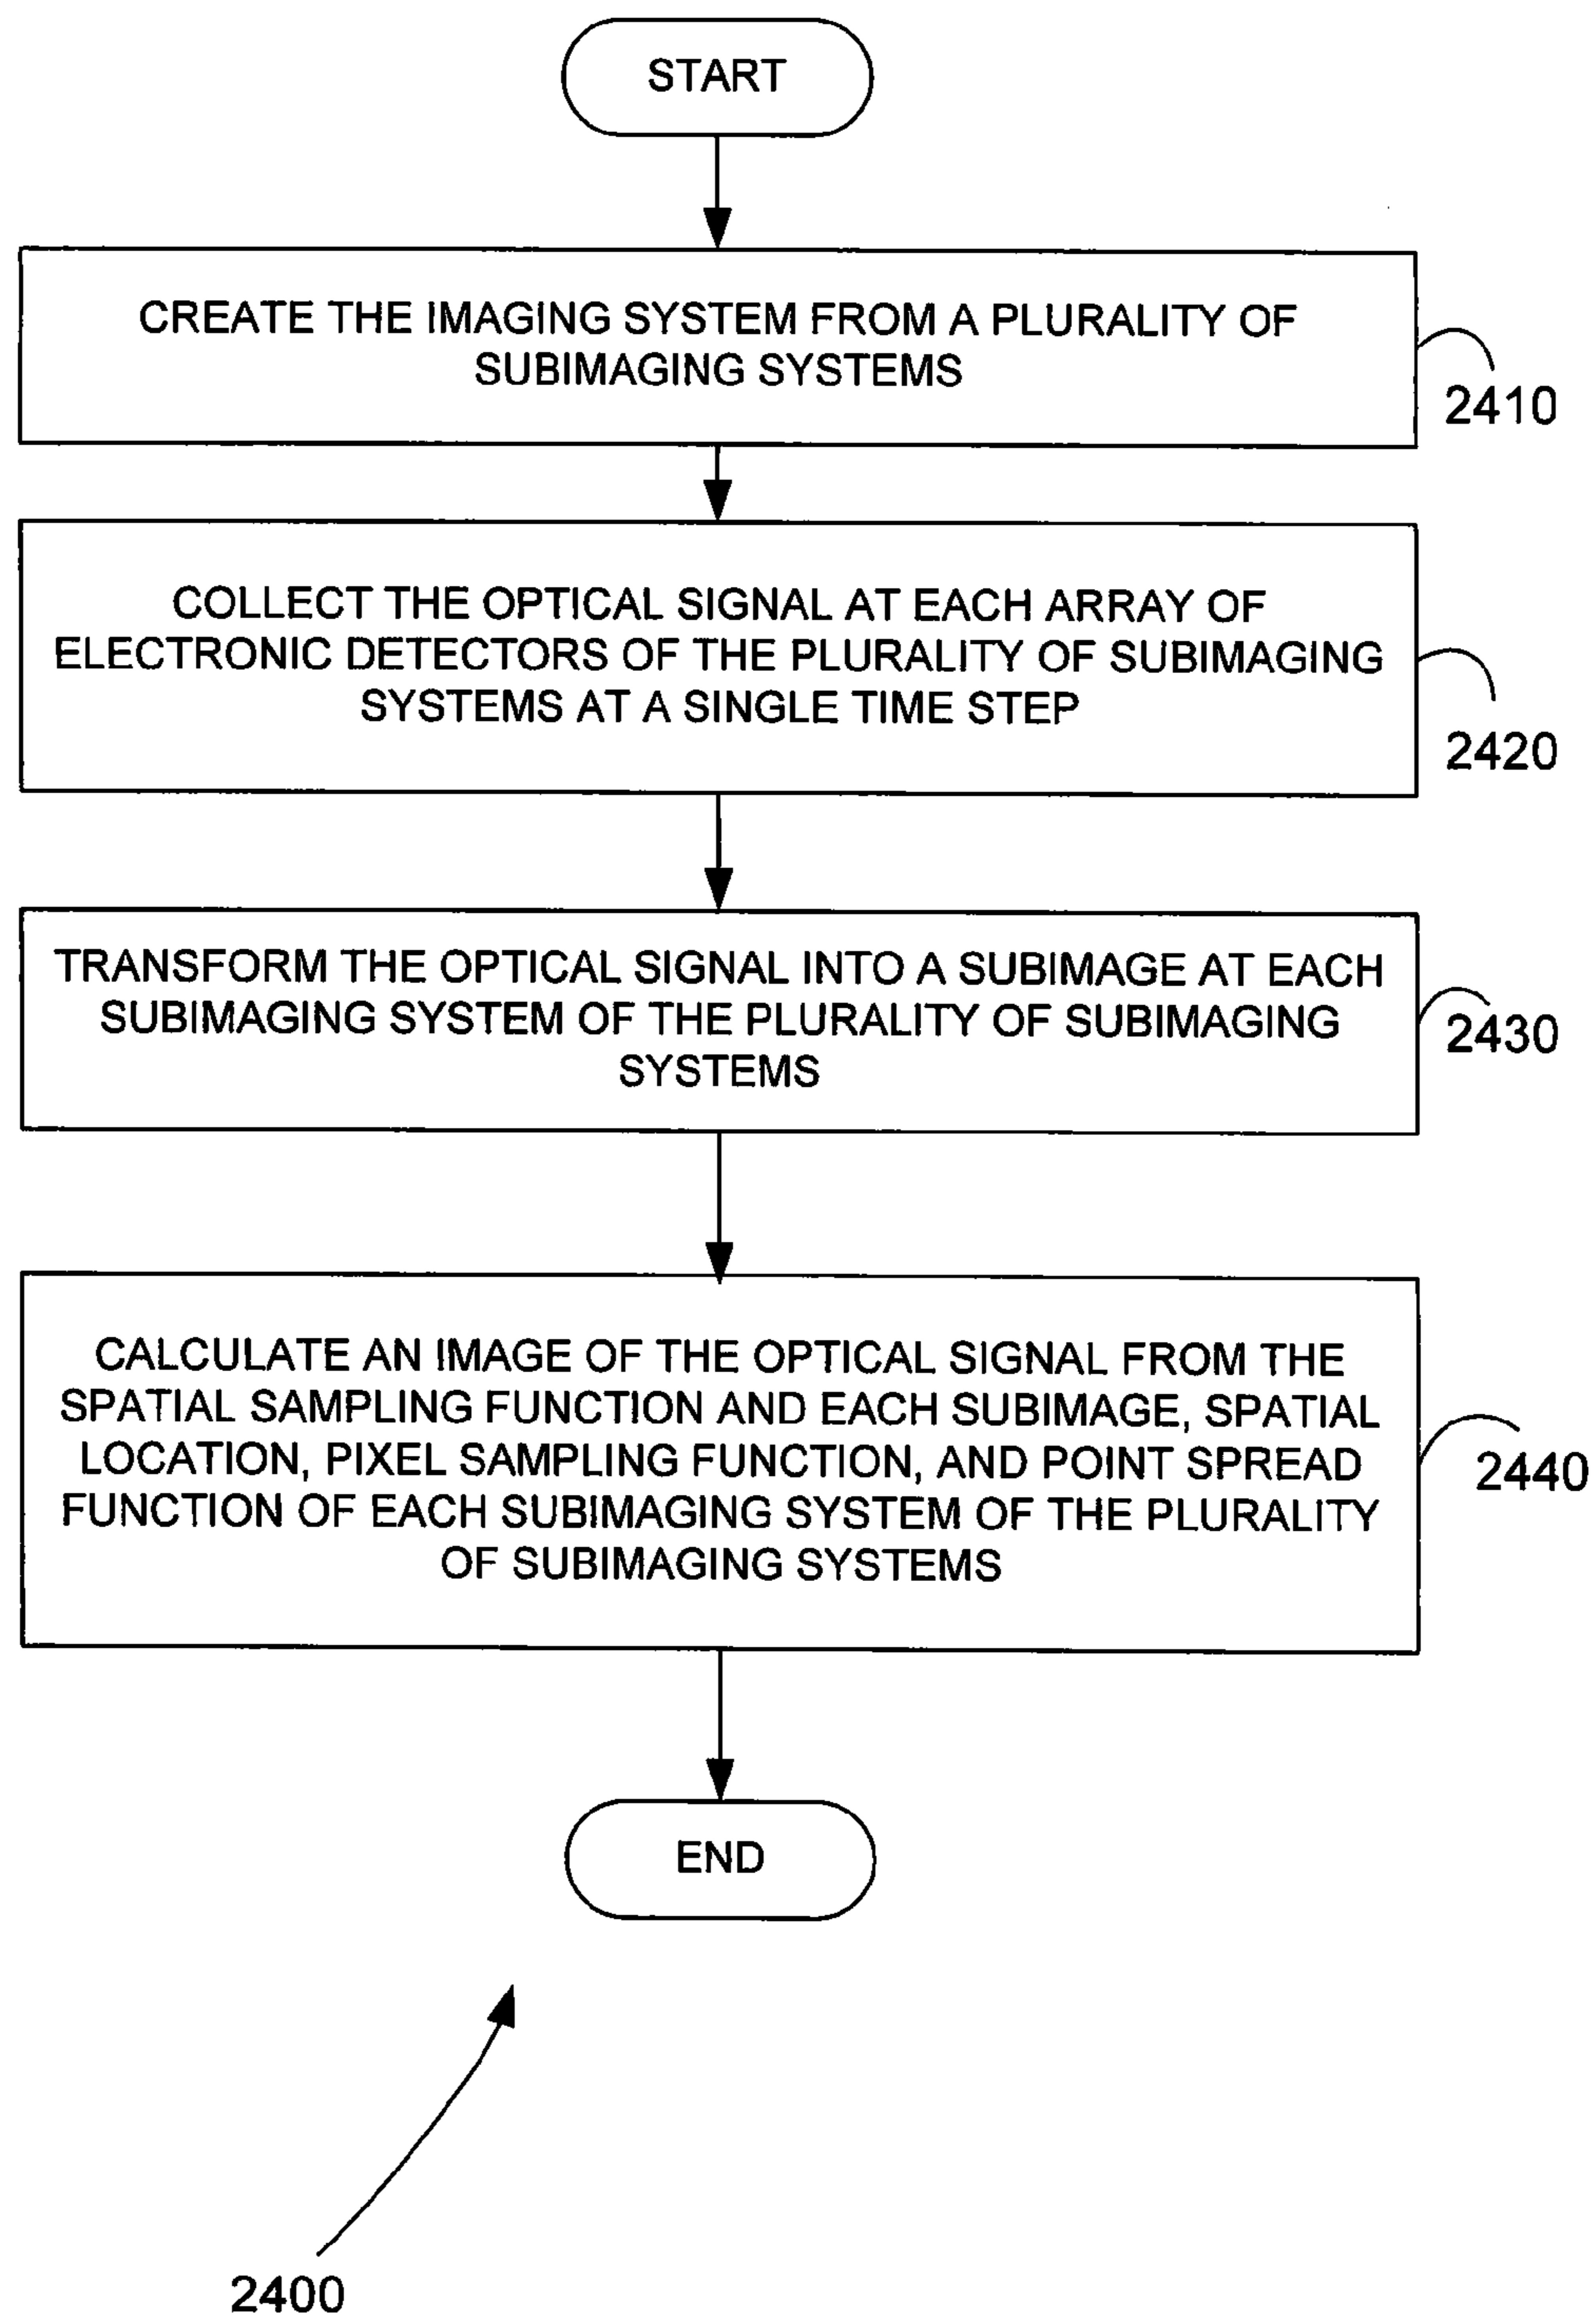 START
CREATE THE IMAGING SYSTEM FROM A PLURALITY OF
SUBIMAGING SYSTEMS
2410
COLLECT THE OPTICAL SIGNAL AT EACH ARRAY OF
ELECTRONIC DETECTORS OF THE PLURALITY OF SUBIMAGING
SYSTEMS AT A SINGLE TIME STEP
2420
TRANSFORM THE OPTICAL SIGNAL INTO A SUBIMAGE AT EACH
SUBIMAGING SYSTEM OF THE PLURALITY OF SUBIMAGING
SYSTEMS
2430
CALCULATE AN IMAGE OF THE OPTICAL SIGNAL FROM THE
SPATIAL SAMPLING FUNCTION AND EACH SUBIMAGE, SPATIAL
LOCATION, PIXEL SAMPLING FUNCTION, AND POINT SPREAD
FUNCTION OF EACH SUBIMAGING SYSTEM OF THE PLURALITY
OF SUBIMAGING SYSTEMS
2440
END
2400